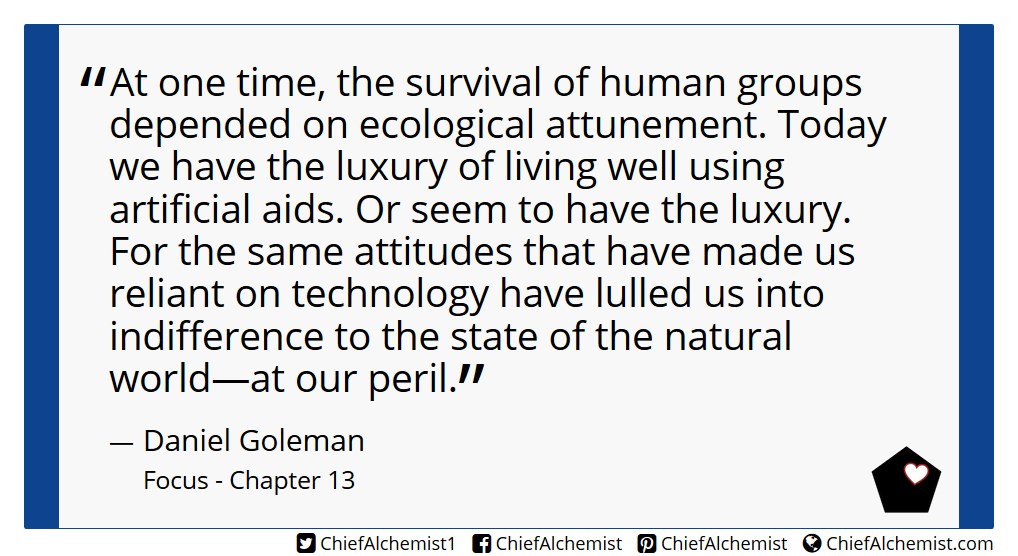 “At one time, the survival of human groups
depended on ecological attunement. Today
we have the luxury of living well using
artificial aids. Or seem to have the luxury.
For the same attitudes that have made us
reliant on technology have lulled us into
indifference to the state of the natural
world—at our peril.”
— Daniel Goleman
Focus - Chapter 13
ChiefAlchemist1 ChiefAlchemist ChiefAlchemist ChiefAlchemist.com